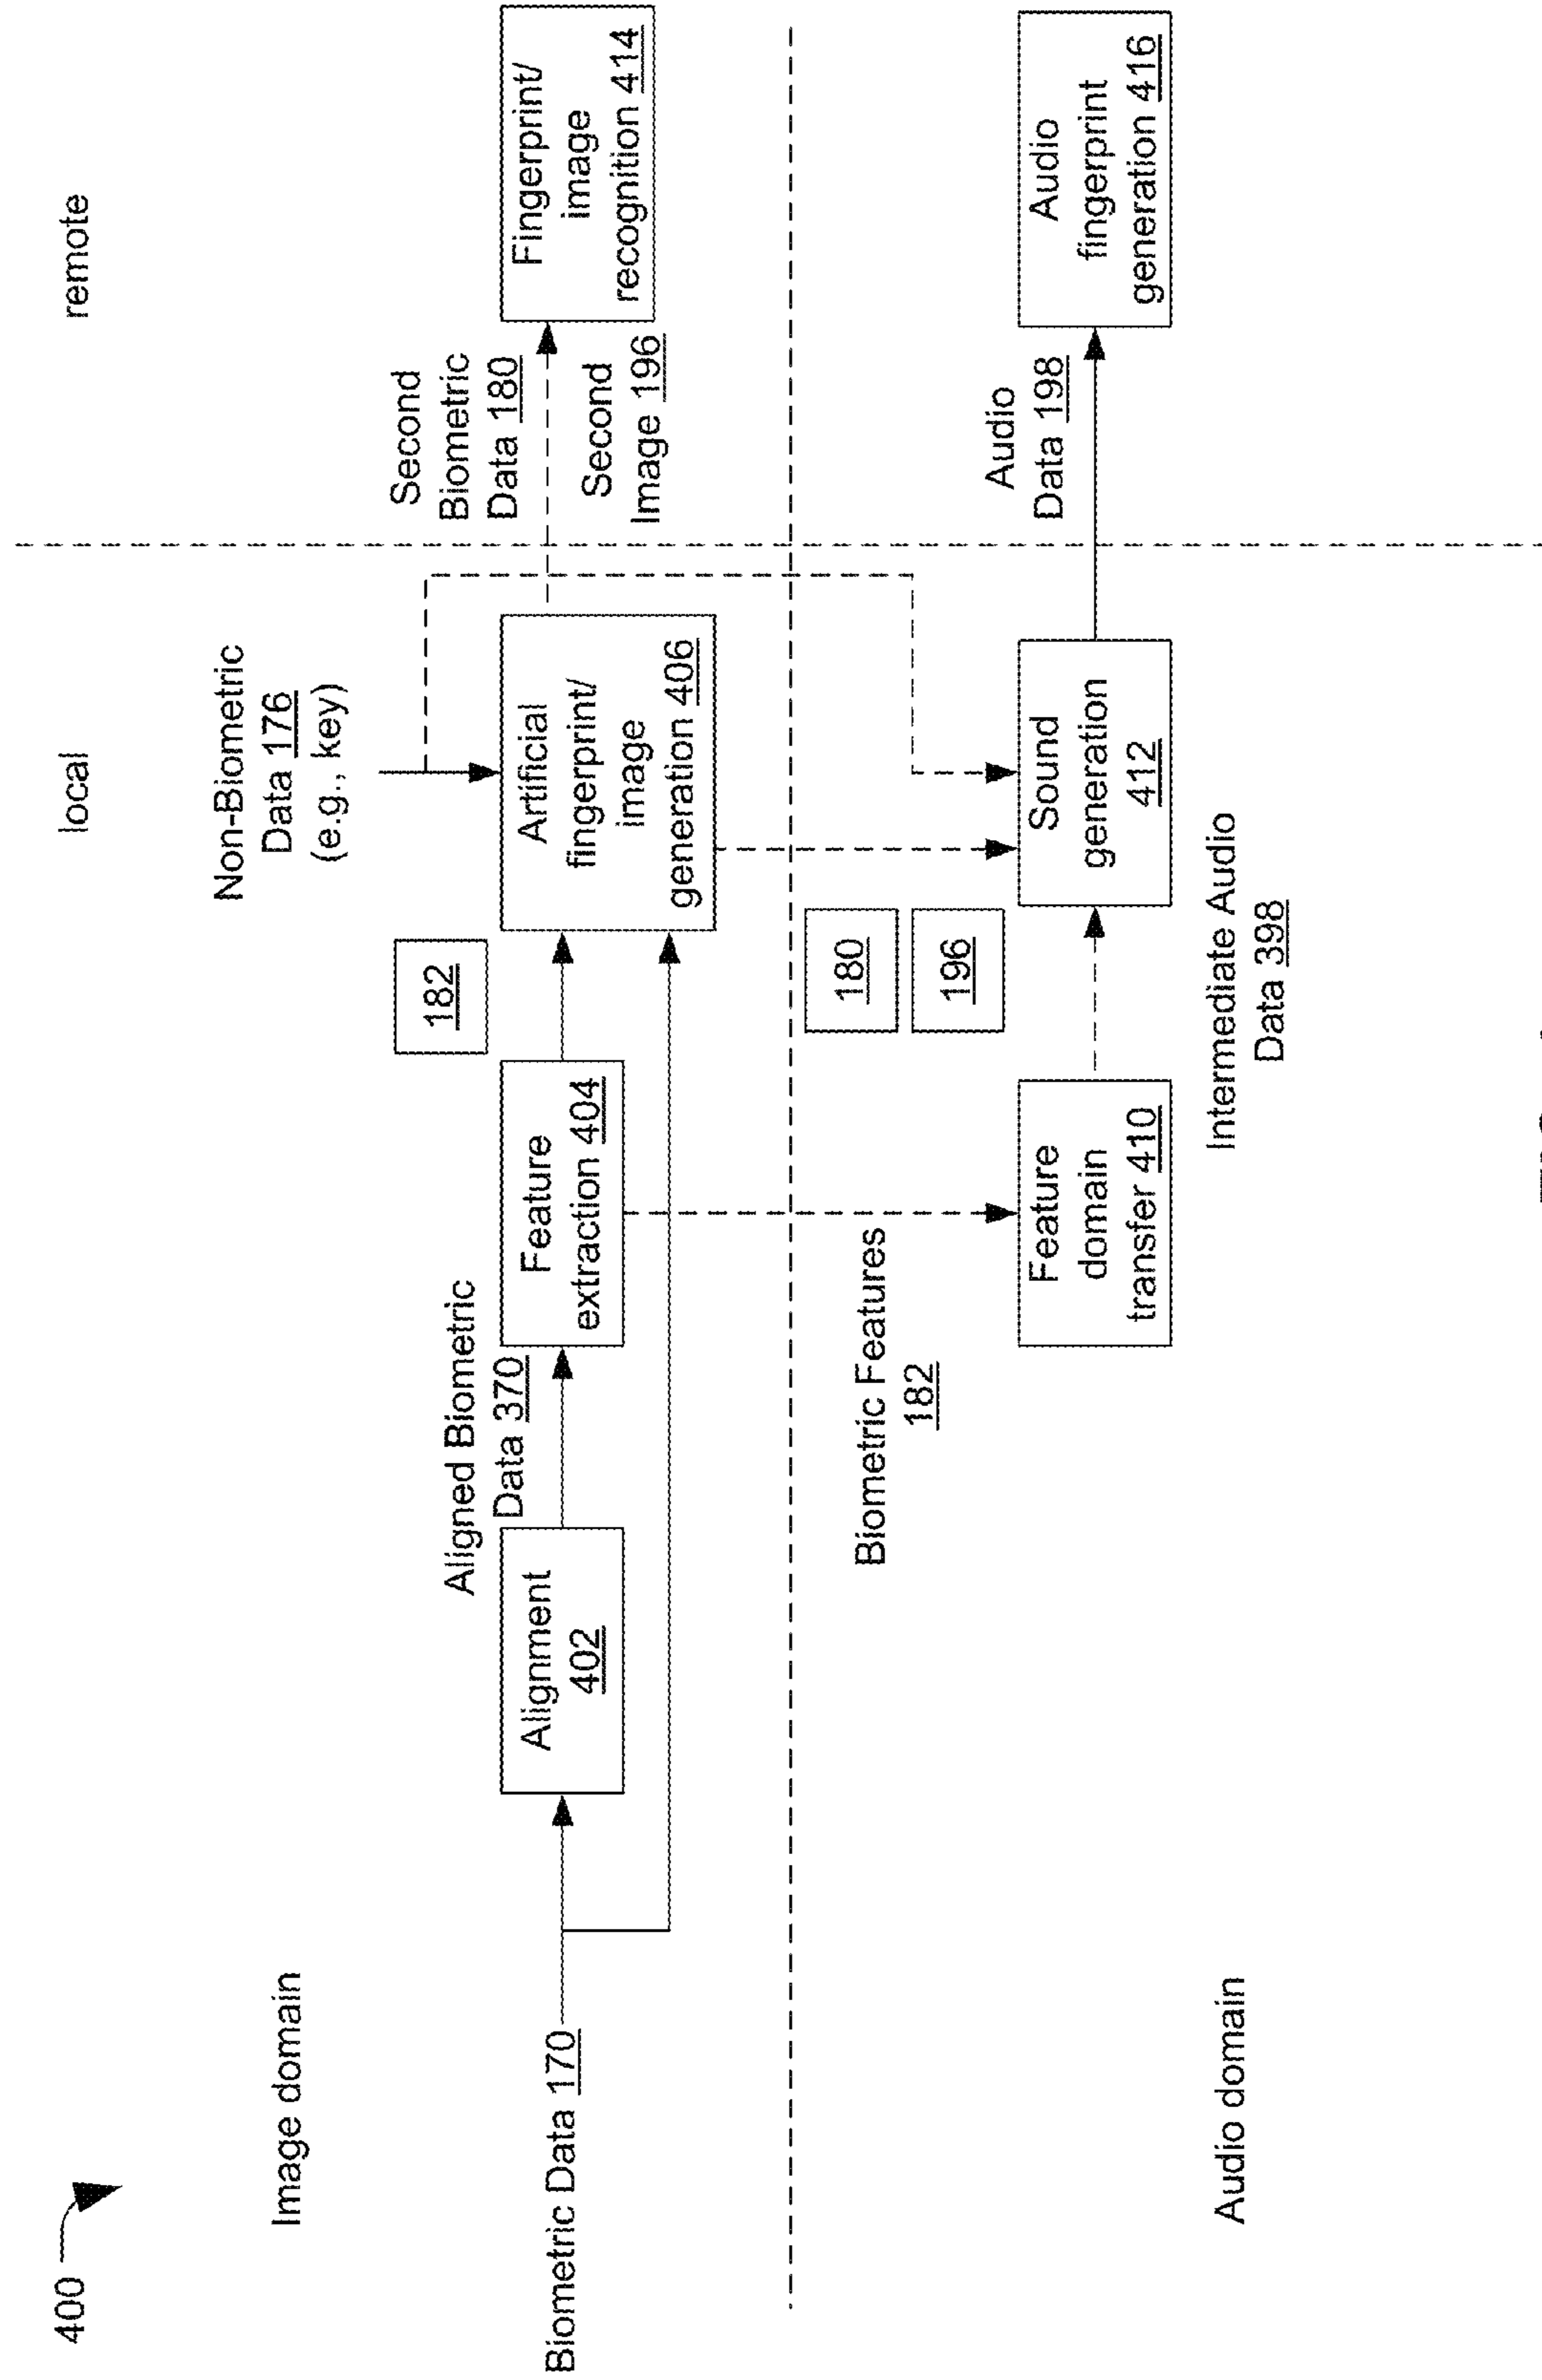 400
local
remote
Image domain
Non-Biometric
Data 176
(e.g., key)
Second
Biometric
Data 180
Second
Image 196
Aligned Biometric
Data 370
182
Biometric Data 170
Alignment
402
Feature
extraction 404
Artificial
fingerprint/
image
generation 406
Fingerprint/
image
recognition 414
Biometric Features
182
180
196
Audio
Data 198
Feature
domain
transfer 410
Sound
generation
412
Audio
fingerprint
generation 416
Intermediate Audio
Data 398
Audio domain